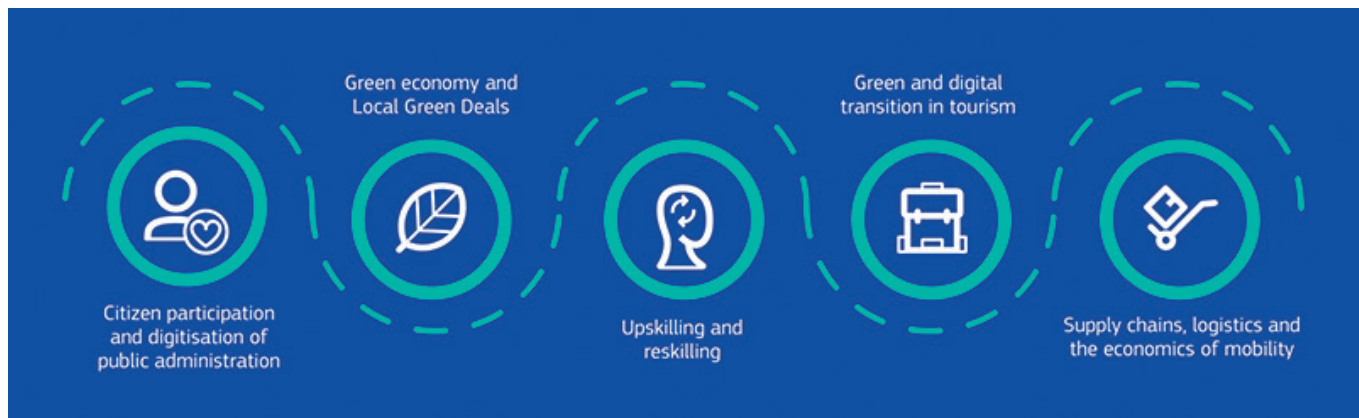 Citizen participation
and digitisation of
public administration
Green economy and
Local Green Deals
Upskilling and
reskilling
Green and digital
transition in tourism
Supply chains, logistics and
the economics of mobility